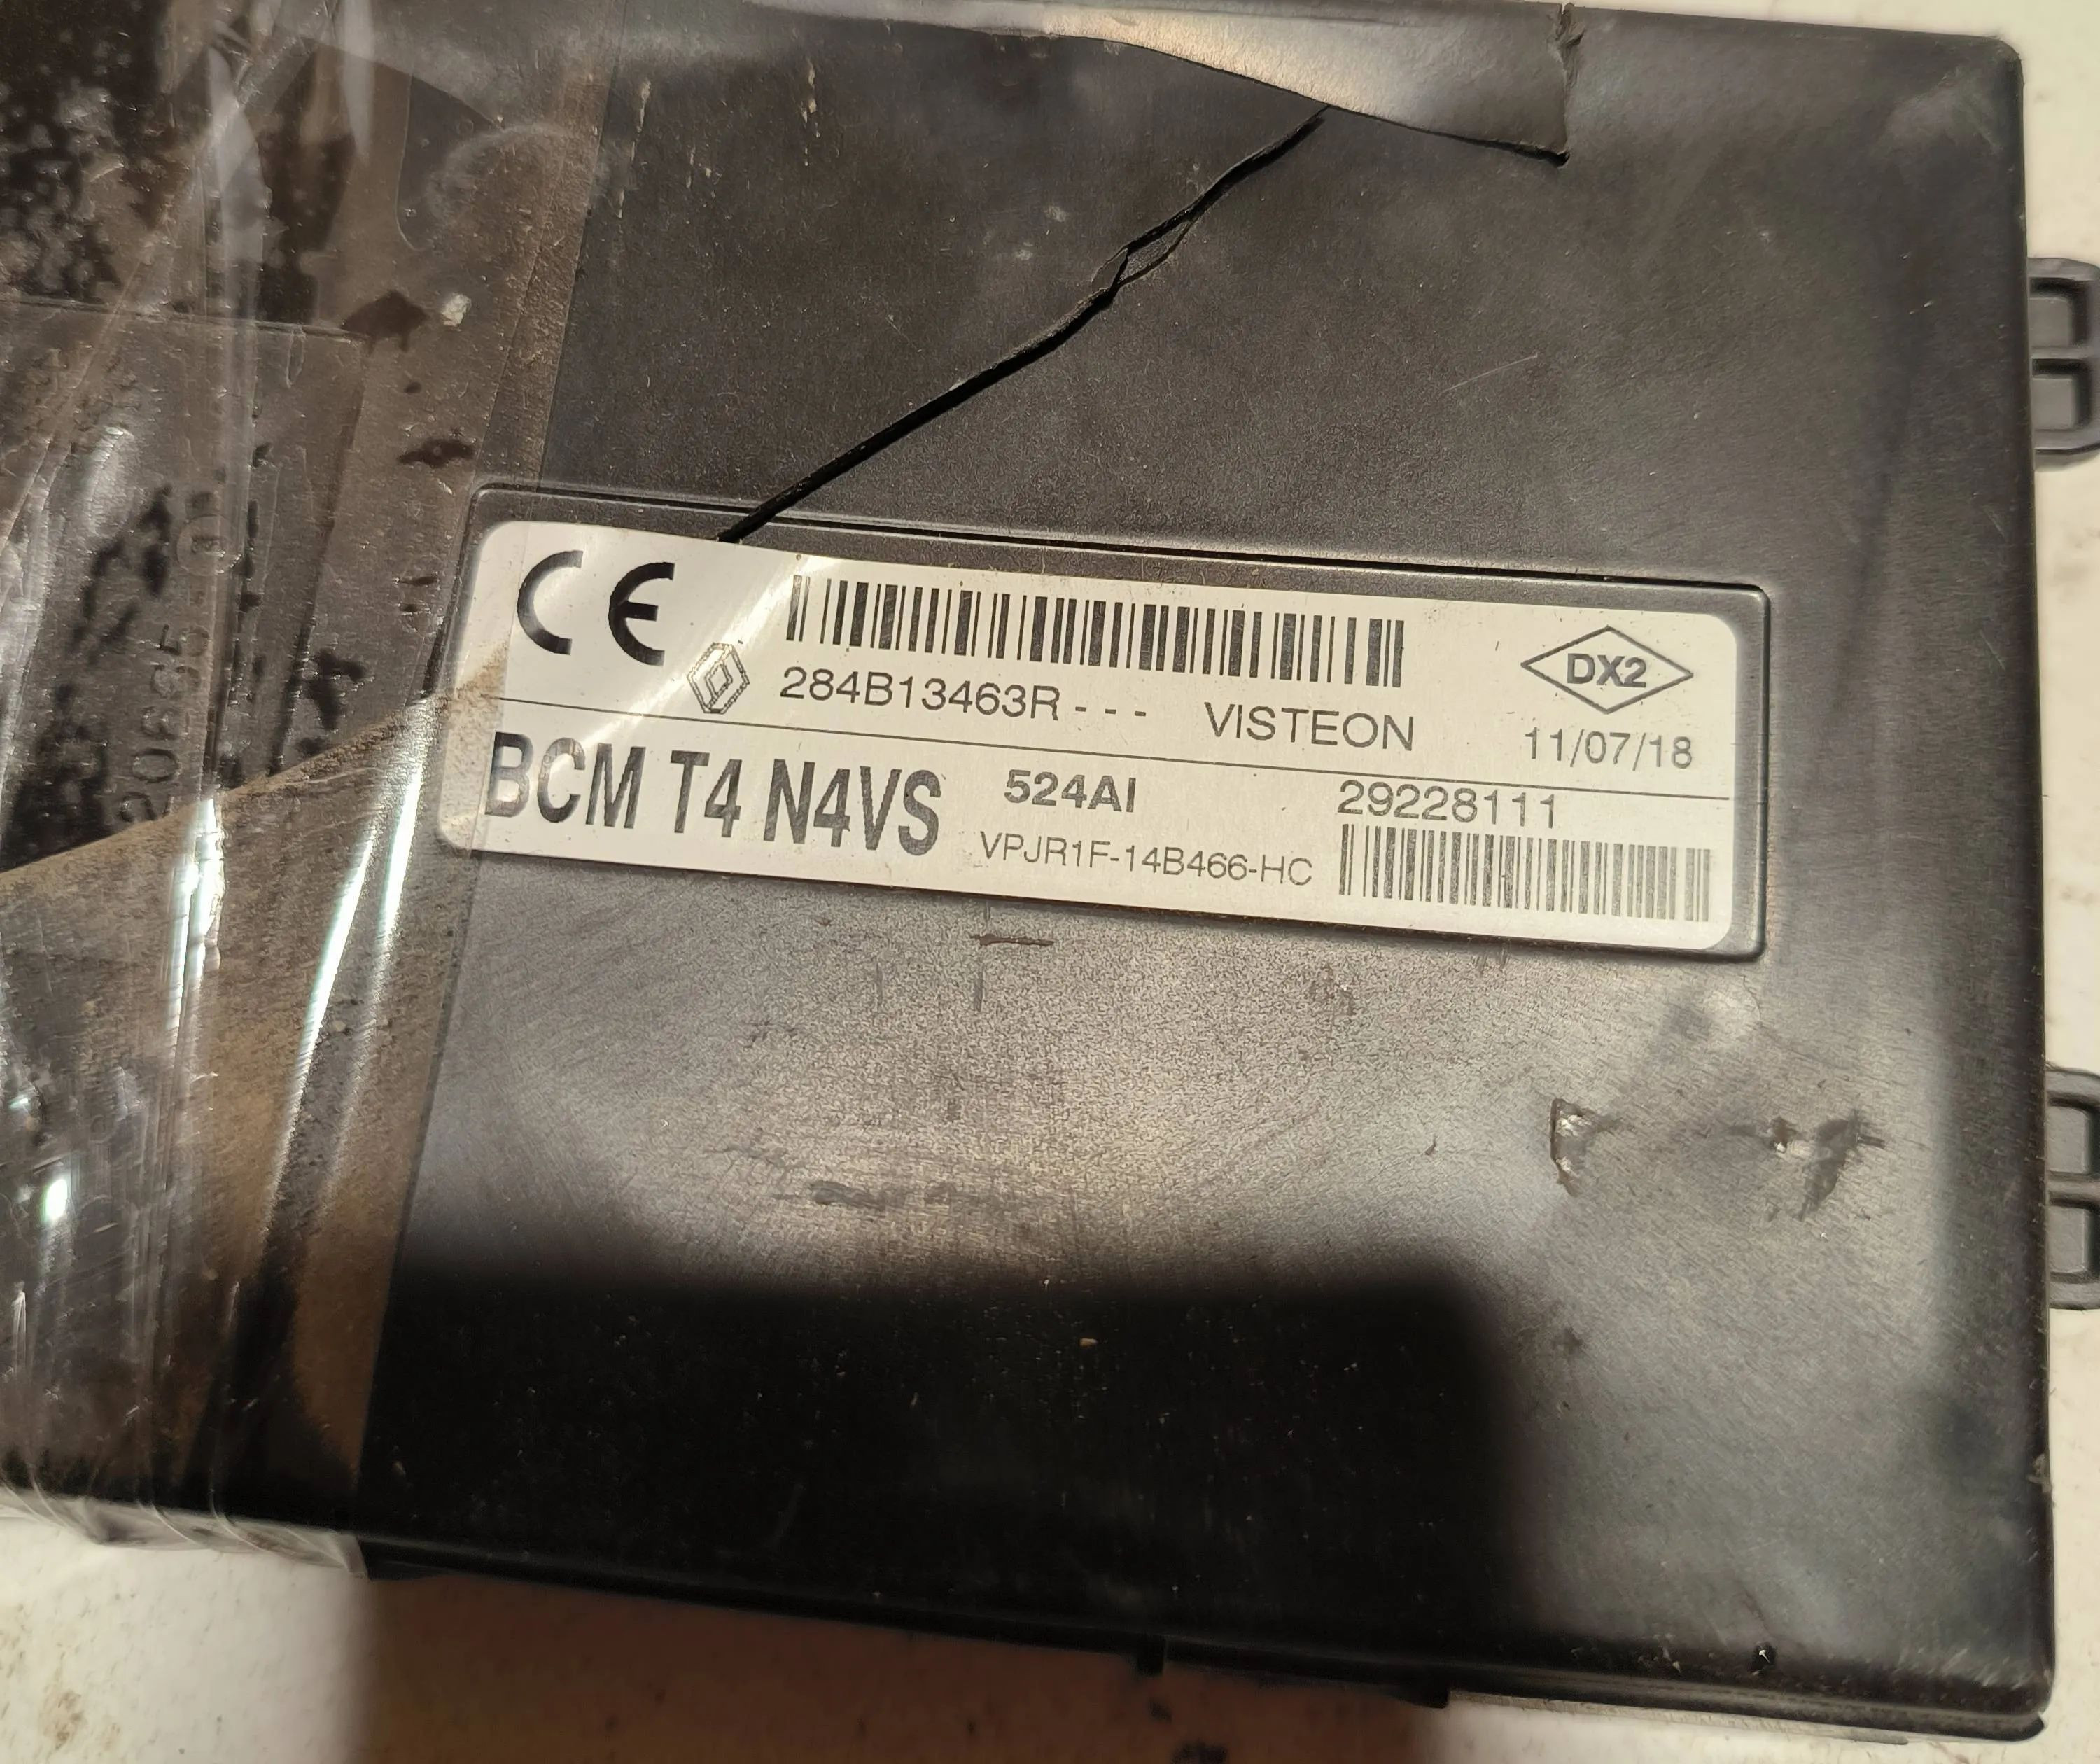 CE
284B13463R--- VISTEON
DX2
11/07/18
BCM T4 N4VS
524AI
VPJR1F-14B466-HC
29228111